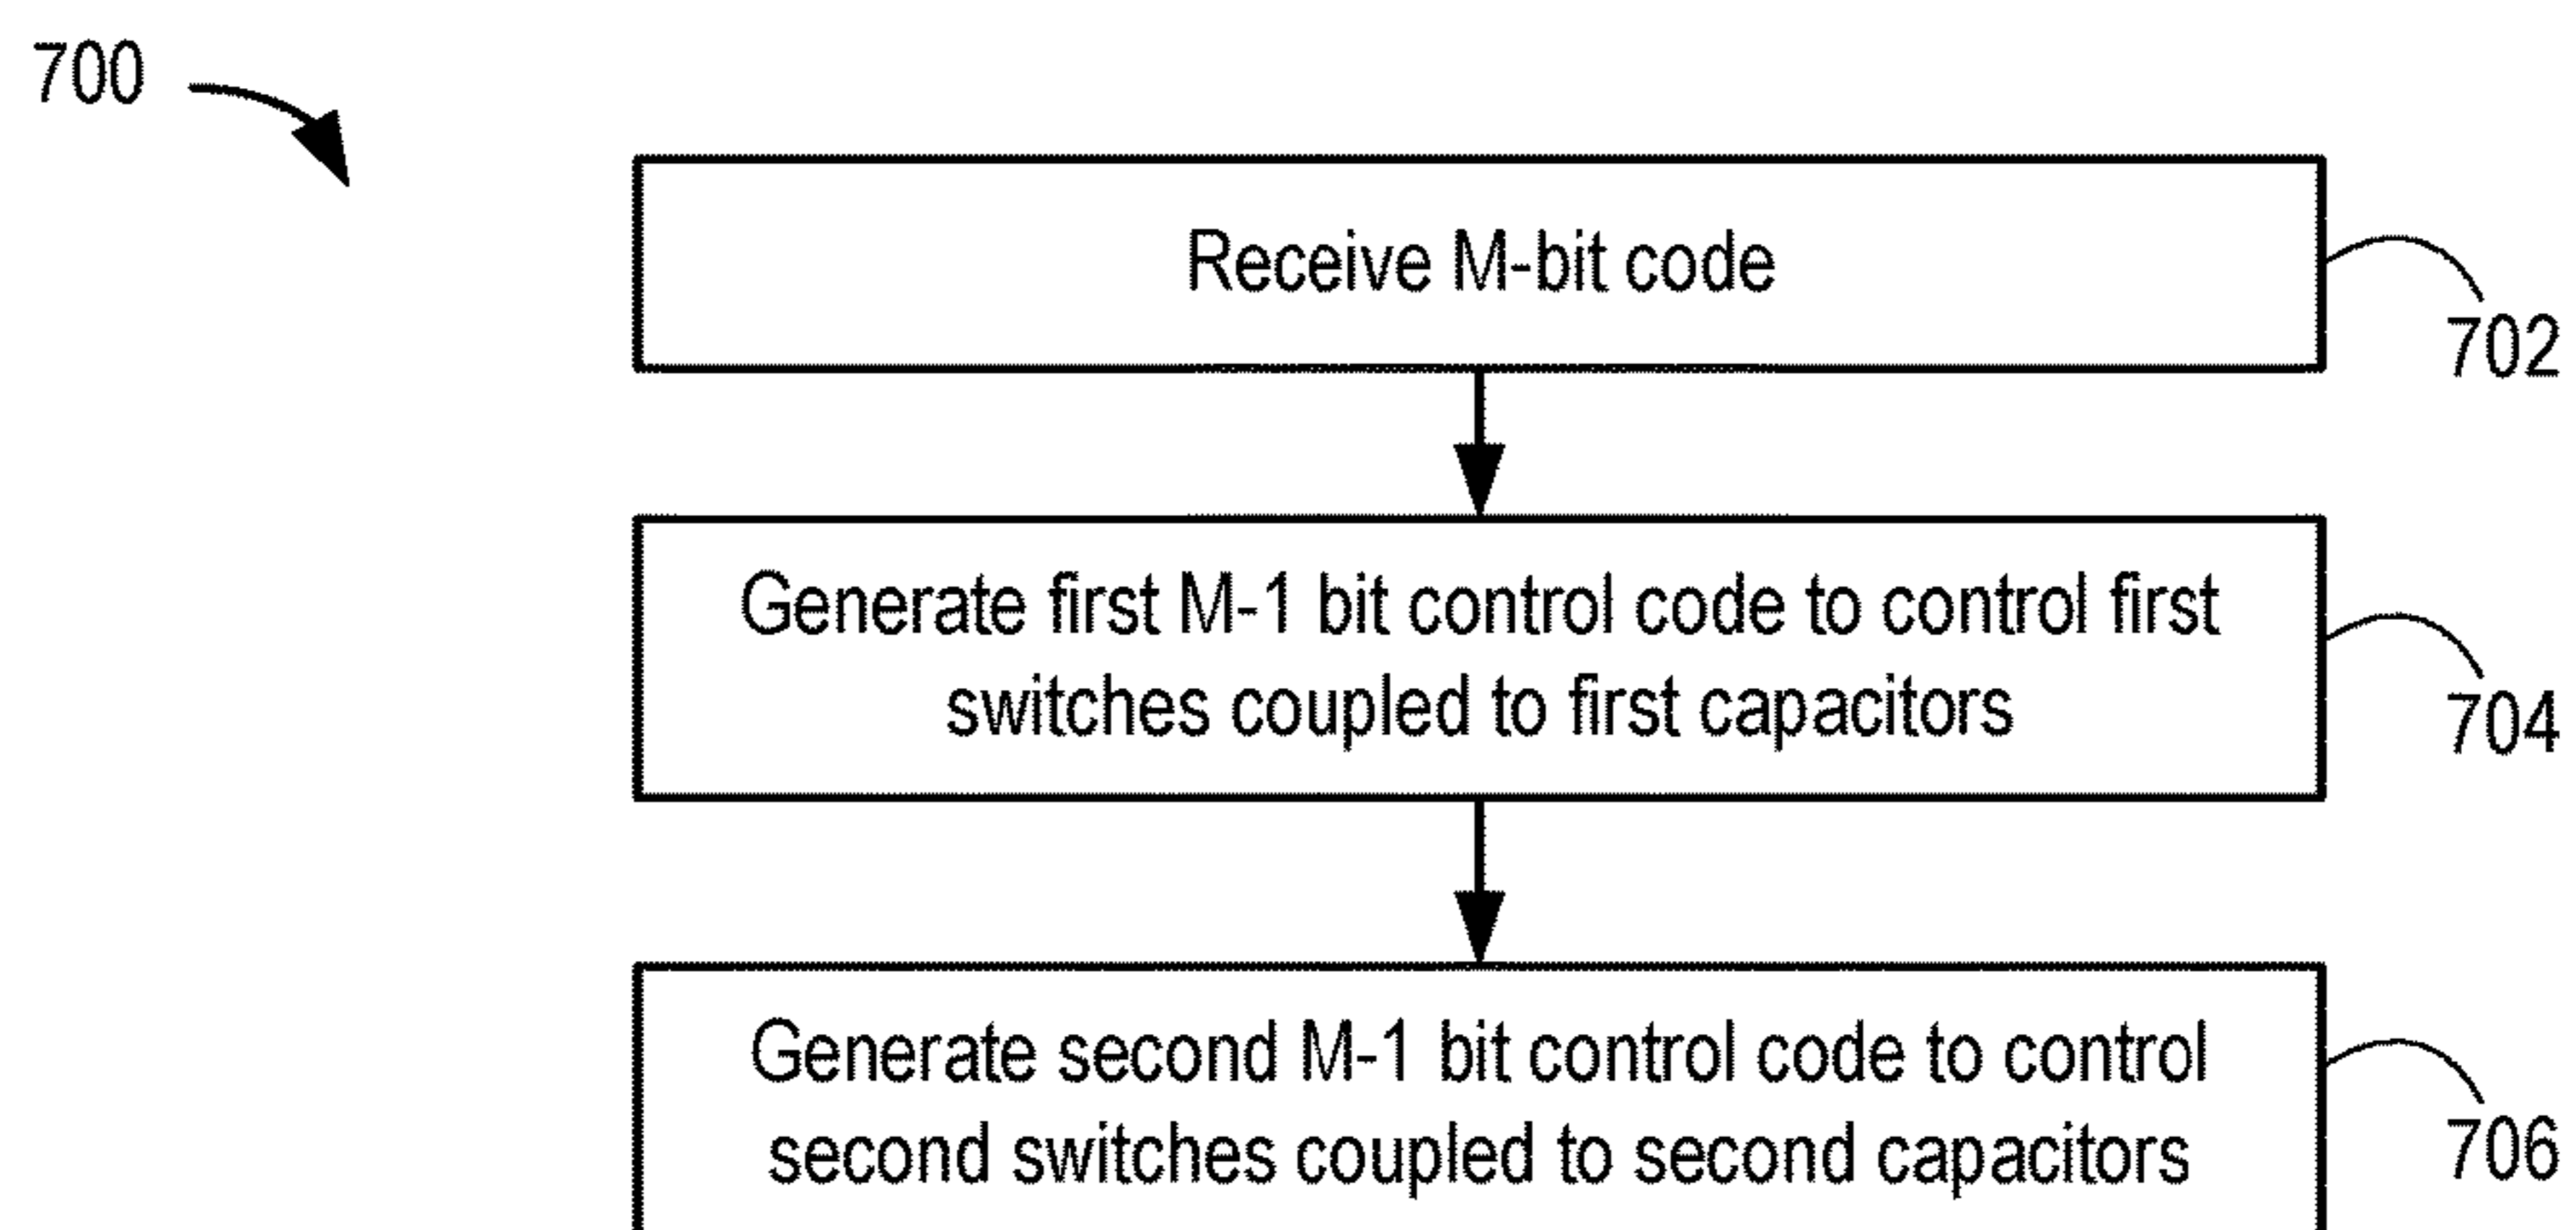 700
Receive M-bit code
702
Generate first M-1 bit control code to control first
switches coupled to first capacitors
704
Generate second M-1 bit control code to control
second switches coupled to second capacitors
706